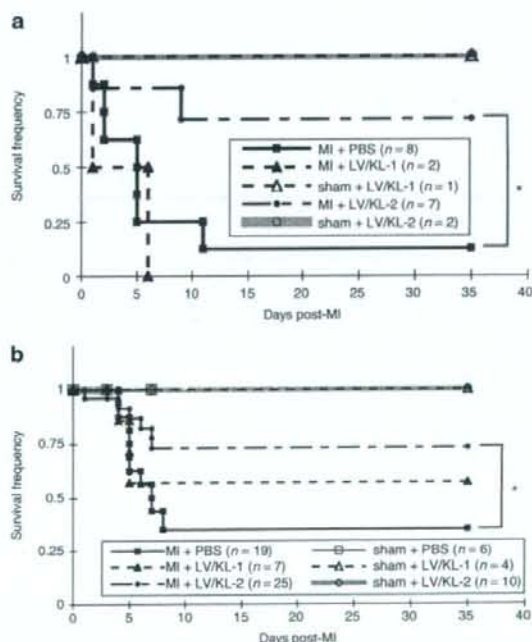 a
Survival frequency
1
0.75
0.5
0.25
0
MI + PBS (n = 8)
MI + LV/KL-1 (n = 2)
sham + LV/KL-1 (n = 1)
MI + LV/KL-2 (n = 7)
sham + LV/KL-2 (n = 2)
*
0 5 10 15 20 25 30 35 40
Days post-MI
b
Survival frequency
1
0.75
0.5
0.25
0
*
MI + PBS (n = 19) sham + PBS (n = 6)
MI + LV/KL-1 (n = 7) sham + LV/KL-1 (n = 4)
MI + LV/KL-2 (n = 25) sham + LV/KL-2 (n = 10)
0 5 10 15 20 25 30 35 40
Days post-MI